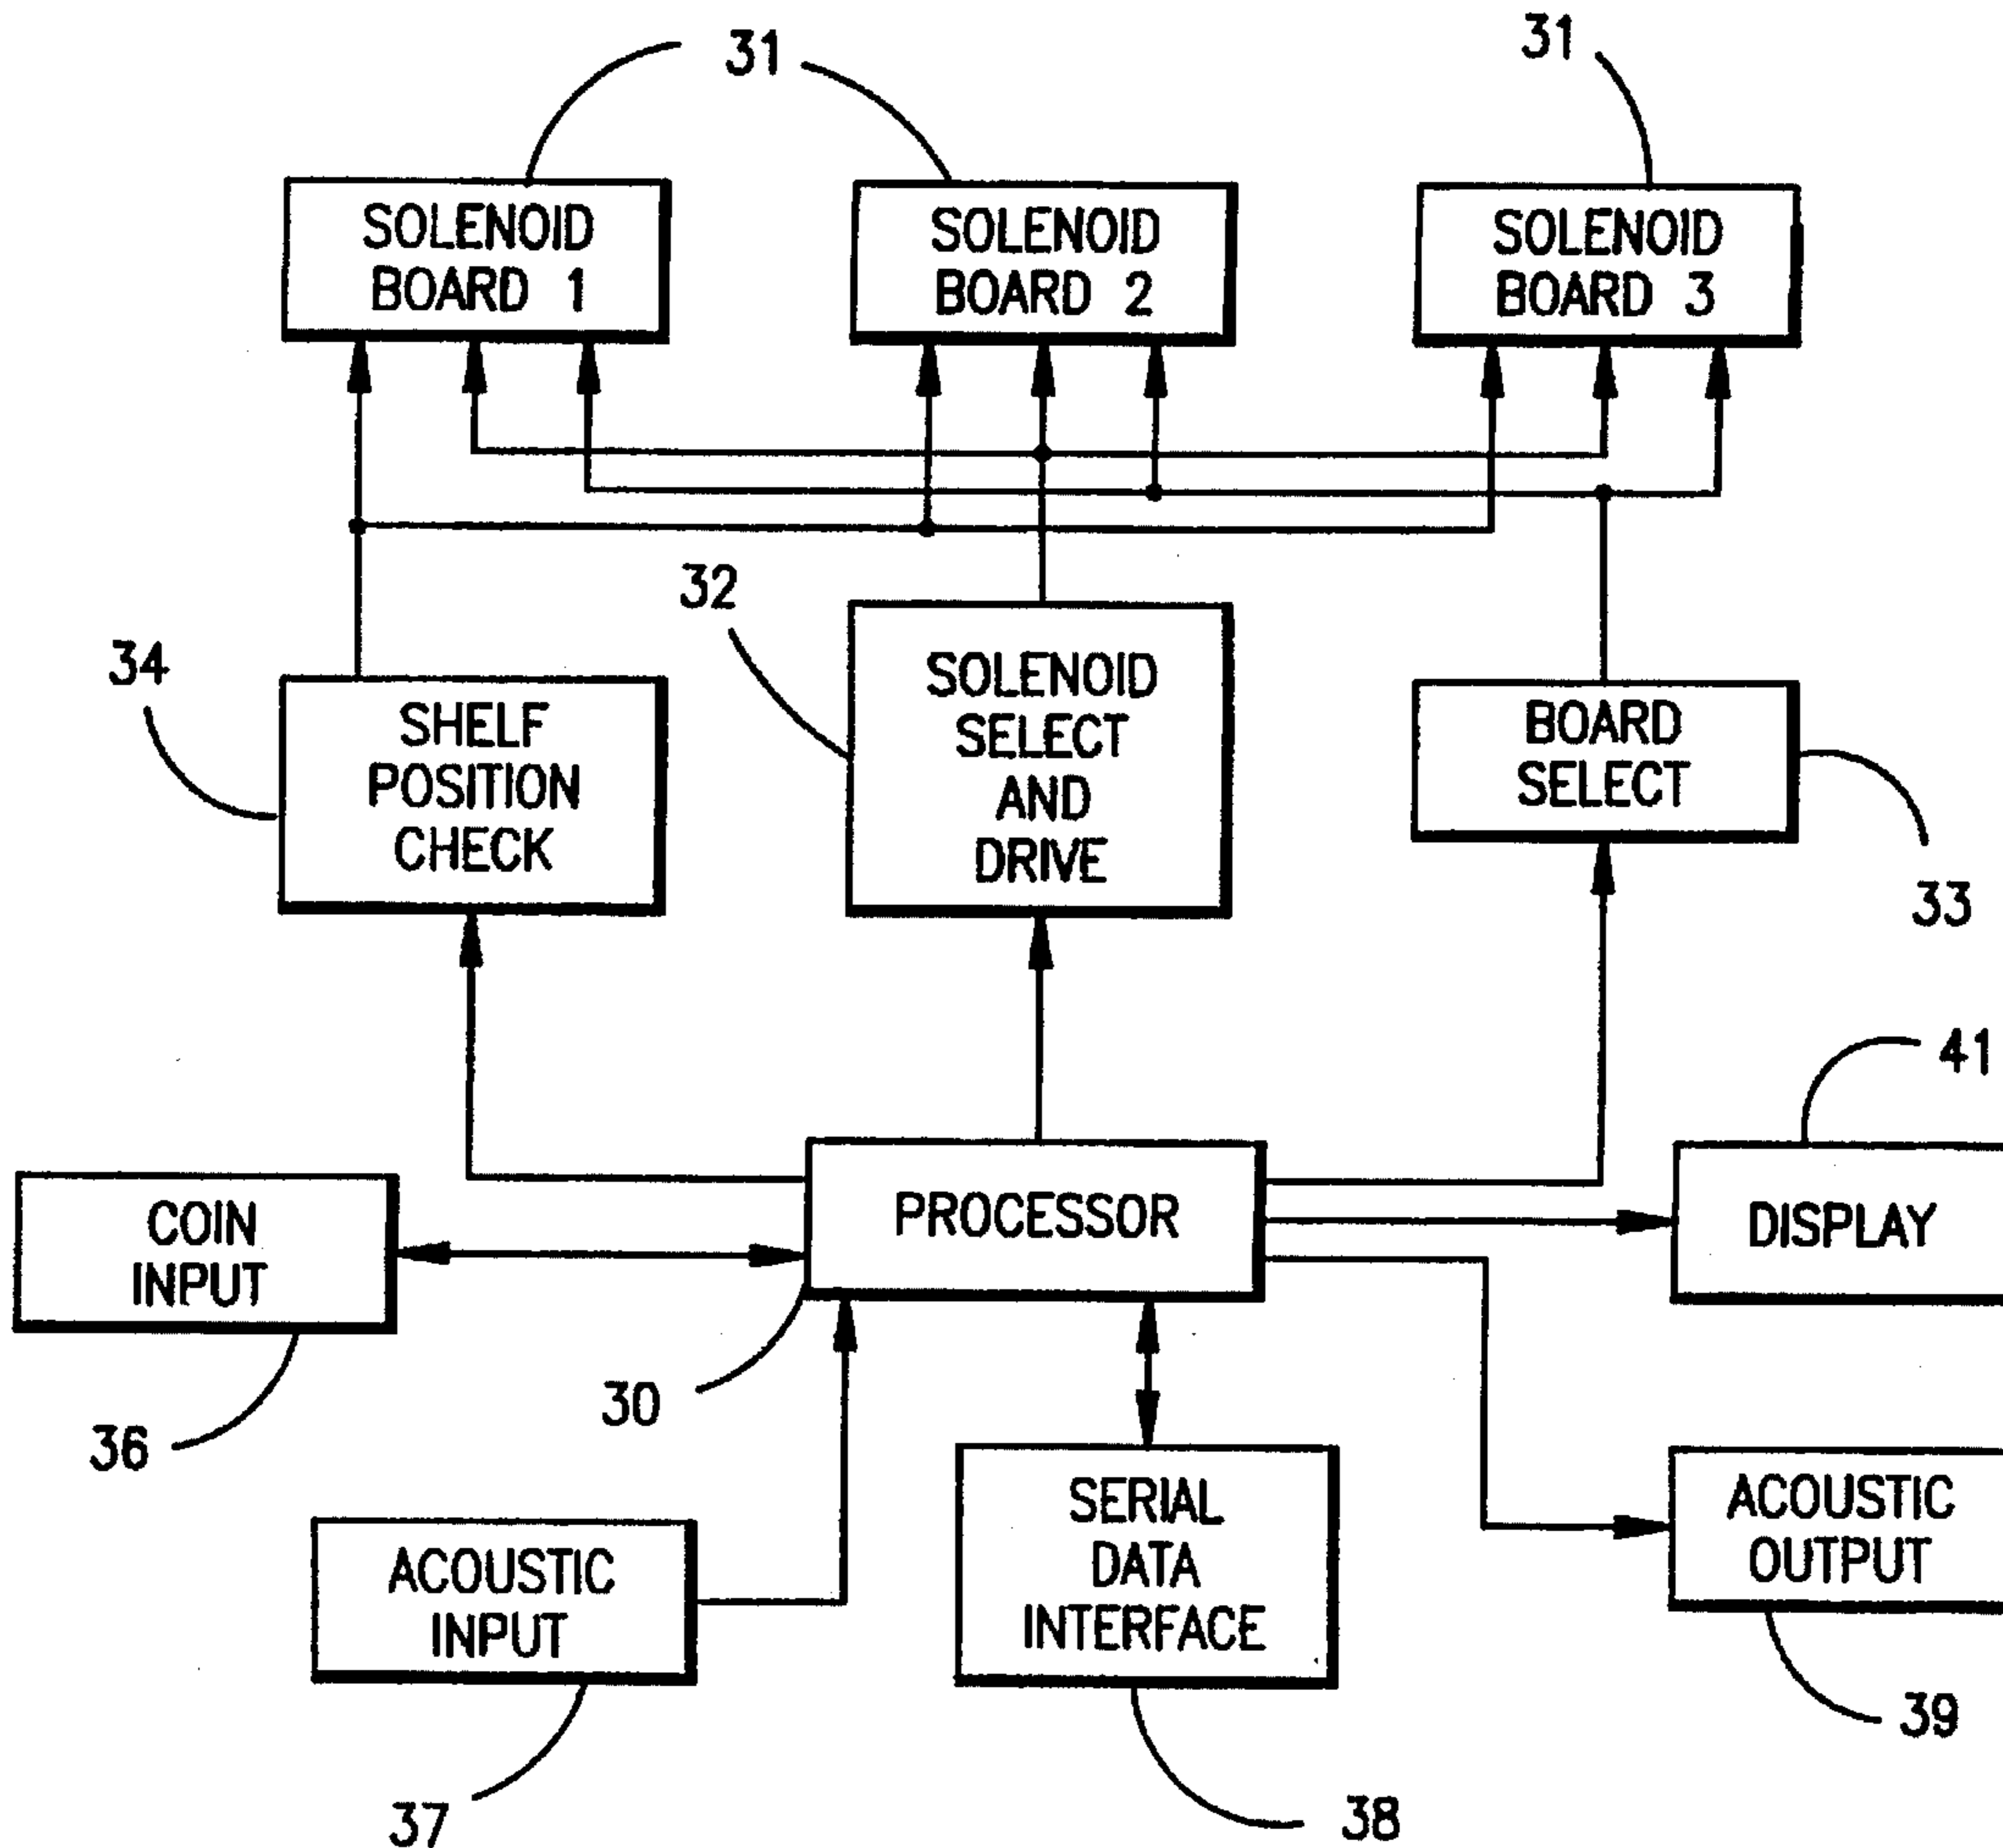 31
31
SOLENOID
BOARD 1
SOLENOID
BOARD 2
SOLENOID
BOARD 3
32
34
SHELF
POSITION
CHECK
SOLENOID
SELECT
AND
DRIVE
BOARD
SELECT
33
41
COIN
INPUT
PROCESSOR
DISPLAY
36
30
ACOUSTIC
INPUT
SERIAL
DATA
INTERFACE
ACOUSTIC
OUTPUT
39
37
38